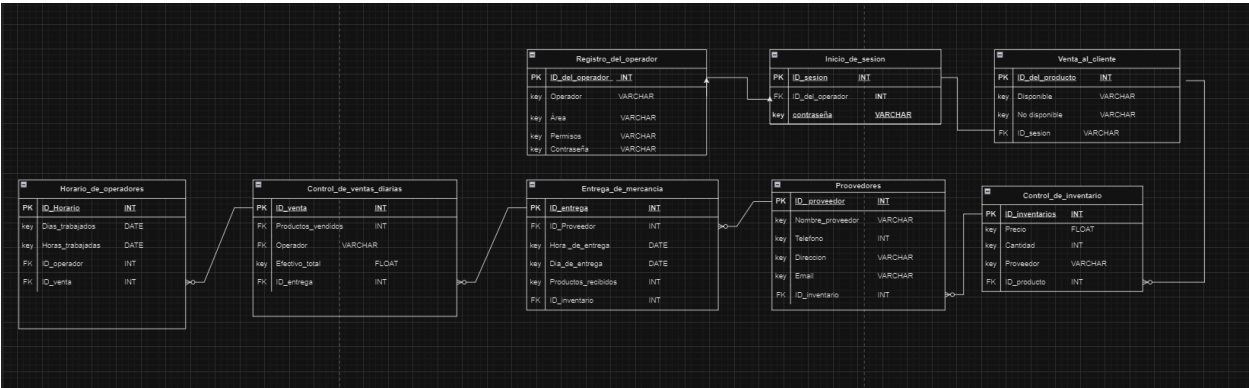 Registro_del_operador
PK ID_del_operador INT
key Operador VARCHAR
key Área VARCHAR
key Permisos VARCHAR
key Contraseña VARCHAR
Inicio_de_sesion
PK ID_sesion INT
FK ID_del_operador INT
key contraseña VARCHAR
Venta_al_cliente
PK ID_del_producto INT
key Disponible VARCHAR
key No disponible VARCHAR
FK ID_sesion VARCHAR
Horario_de_operadores
PK ID_Horario INT
key Dias_trabajados DATE
key Horas_trabajadas DATE
FK ID_operador INT
FK ID_venta INT
Control_de_ventas_diarias
PK ID_venta INT
FK Productos_vendidos INT
FK Operador VARCHAR
key Efectivo_total FLOAT
FK ID_entrega INT
Entrega_de_mercancia
PK ID_entrega INT
FK ID_Proveedor INT
key Hora_de_entrega DATE
key Dia_de_entrega DATE
key Productos_recibidos INT
FK ID_inventario INT
Proovedores
PK ID_proveedor INT
key Nombre_proveedor VARCHAR
key Telefono INT
key Direccion VARCHAR
key Email VARCHAR
FK ID_inventario INT
Control_de_inventario
PK ID_inventarios INT
key Precio FLOAT
key Cantidad INT
key Proveedor VARCHAR
FK ID_producto INT